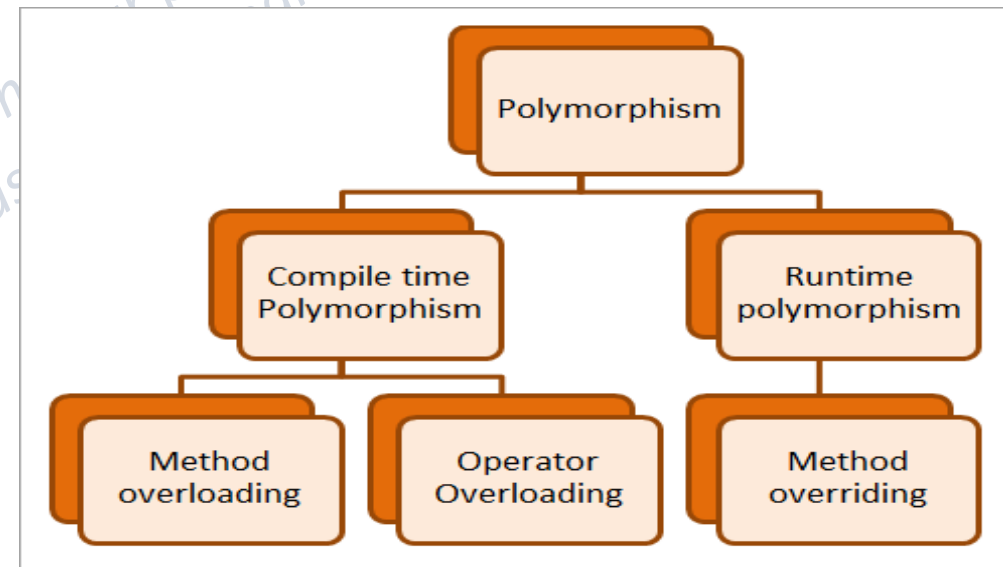 Polymorphism
Compile time
Polymorphism
Runtime
polymorphism
Method
overloading
Operator
Overloading
Method
overriding